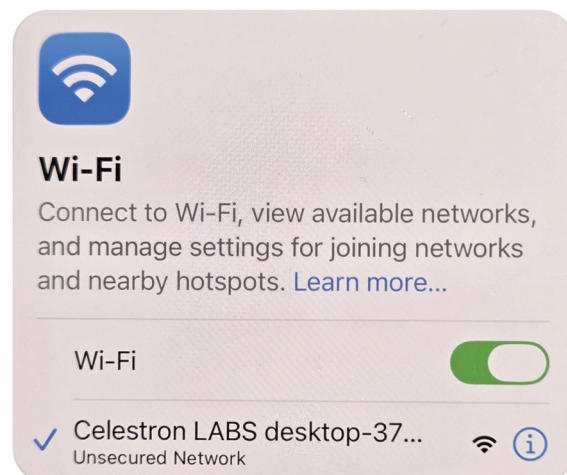 Wi-Fi
Connect to Wi-Fi, view available networks,
and manage settings for joining networks
and nearby hotspots. Learn more...
Wi-Fi
Celestron LABS desktop-37...
Unsecured Network